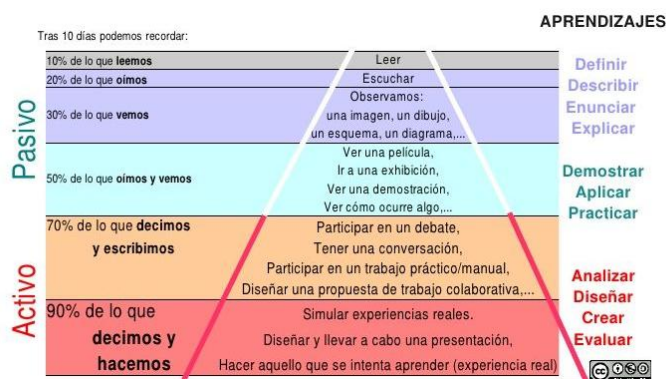 APRENDIZAJES
Tras 10 días podemos recordar:
10% de lo que leemos
Leer
20% de lo que oímos
Escuchar
30% de lo que vemos
Observamos:
una imagen, un dibujo,
un esquema, un diagrama,...
Definir
Describir
Enunciar
Explicar
Pasivo
50% de lo que oímos y vemos
Ver una película,
Ir a una exhibición,
Ver una demostración,
Ver cómo ocurre algo,...
Demostrar
Aplicar
Practicar
70% de lo que decimos
y escribimos
Participar en un debate,
Tener una conversación,
Participar en un trabajo práctico/manual,
Diseñar una propuesta de trabajo colaborativa,...
Activo
90% de lo que
decimos y
hacemos
Simular experiencias reales.
Diseñar y llevar a cabo una presentación,
Hacer aquello que se intenta aprender (experiencia real)
Analizar
Diseñar
Crear
Evaluar